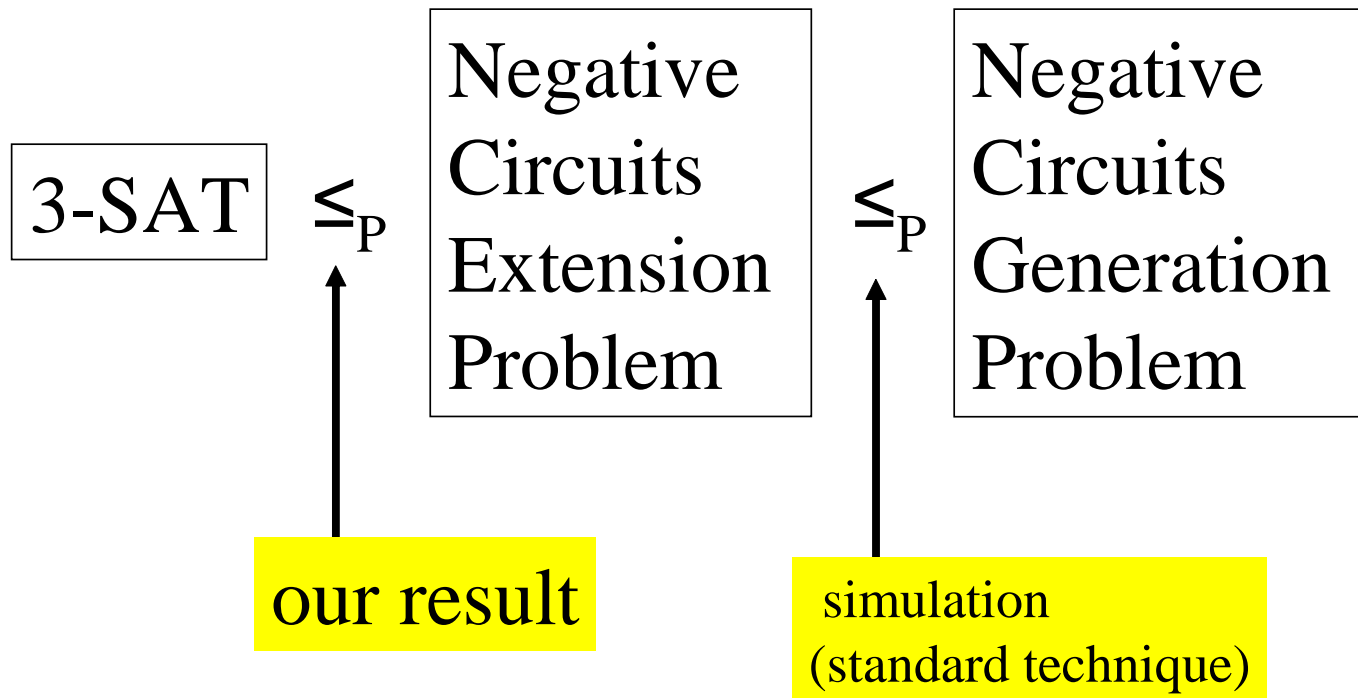 3-SAT
≤P
Negative
Circuits
Extension
Problem
≤P
Negative
Circuits
Generation
Problem
our result
simulation
(standard technique)